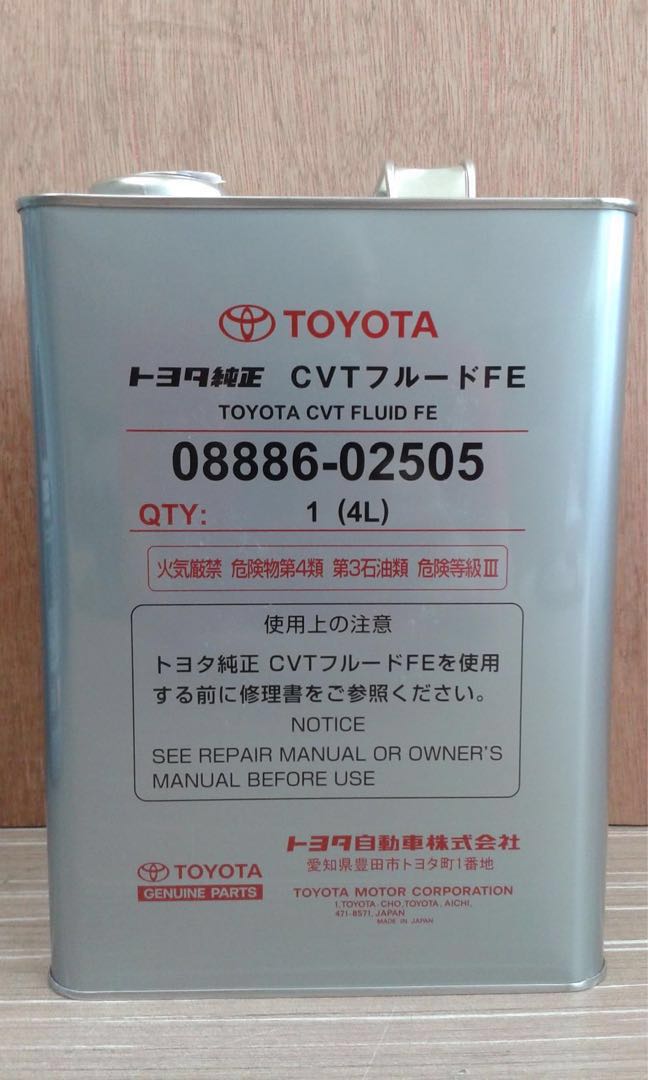 TOYOTA
トヨタ純正 CVTフルードFE
TOYOTA CVT FLUID FE
08886-02505
QTY: 1 (4L)
火気厳禁 危険物第4類 第3石油類 危険等級Ⅲ
使用上の注意
トヨタ純正 CVTフルードFEを使用
する前に修理書をご参照ください。
NOTICE
SEE REPAIR MANUAL OR OWNER'S
MANUAL BEFORE USE
TOYOTA
GENUINE PARTS
トヨタ自動車株式会社
愛知県豊田市トヨタ町1番地
TOYOTA MOTOR CORPORATION
1,TOYOTA-CHO,TOYOTA, AICHI,
471-8571, JAPAN
MADE IN JAPAN